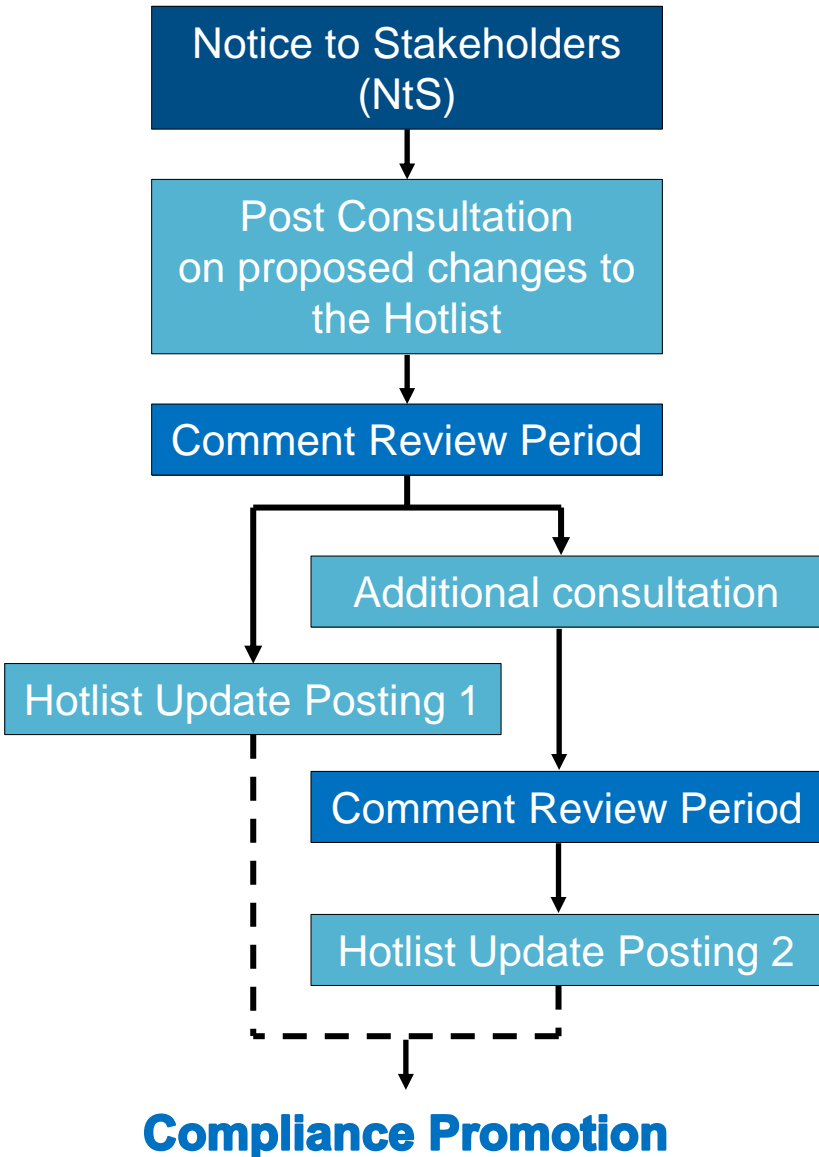 Notice to Stakeholders
(NtS)
Post Consultation
on proposed changes to
the Hotlist
Comment Review Period
Additional consultation
Hotlist Update Posting 1
Comment Review Period
Hotlist Update Posting 2
Compliance Promotion